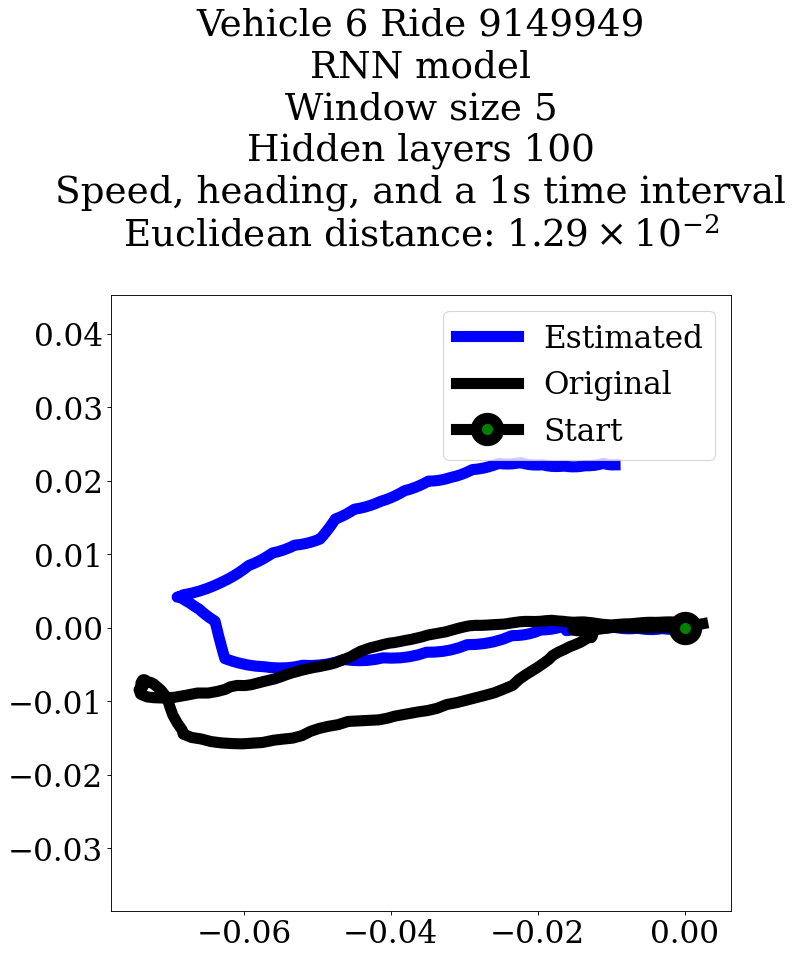 Vehicle 6 Ride 9149949
RNN model
Window size 5
Hidden layers 100
Speed, heading, and a 1s time interval
Euclidean distance: 1.29 × 10⁻²
Estimated
Original
Start
0.04
0.03
0.02
0.01
0.00
−0.01
−0.02
−0.03
−0.06 −0.04 −0.02 0.00